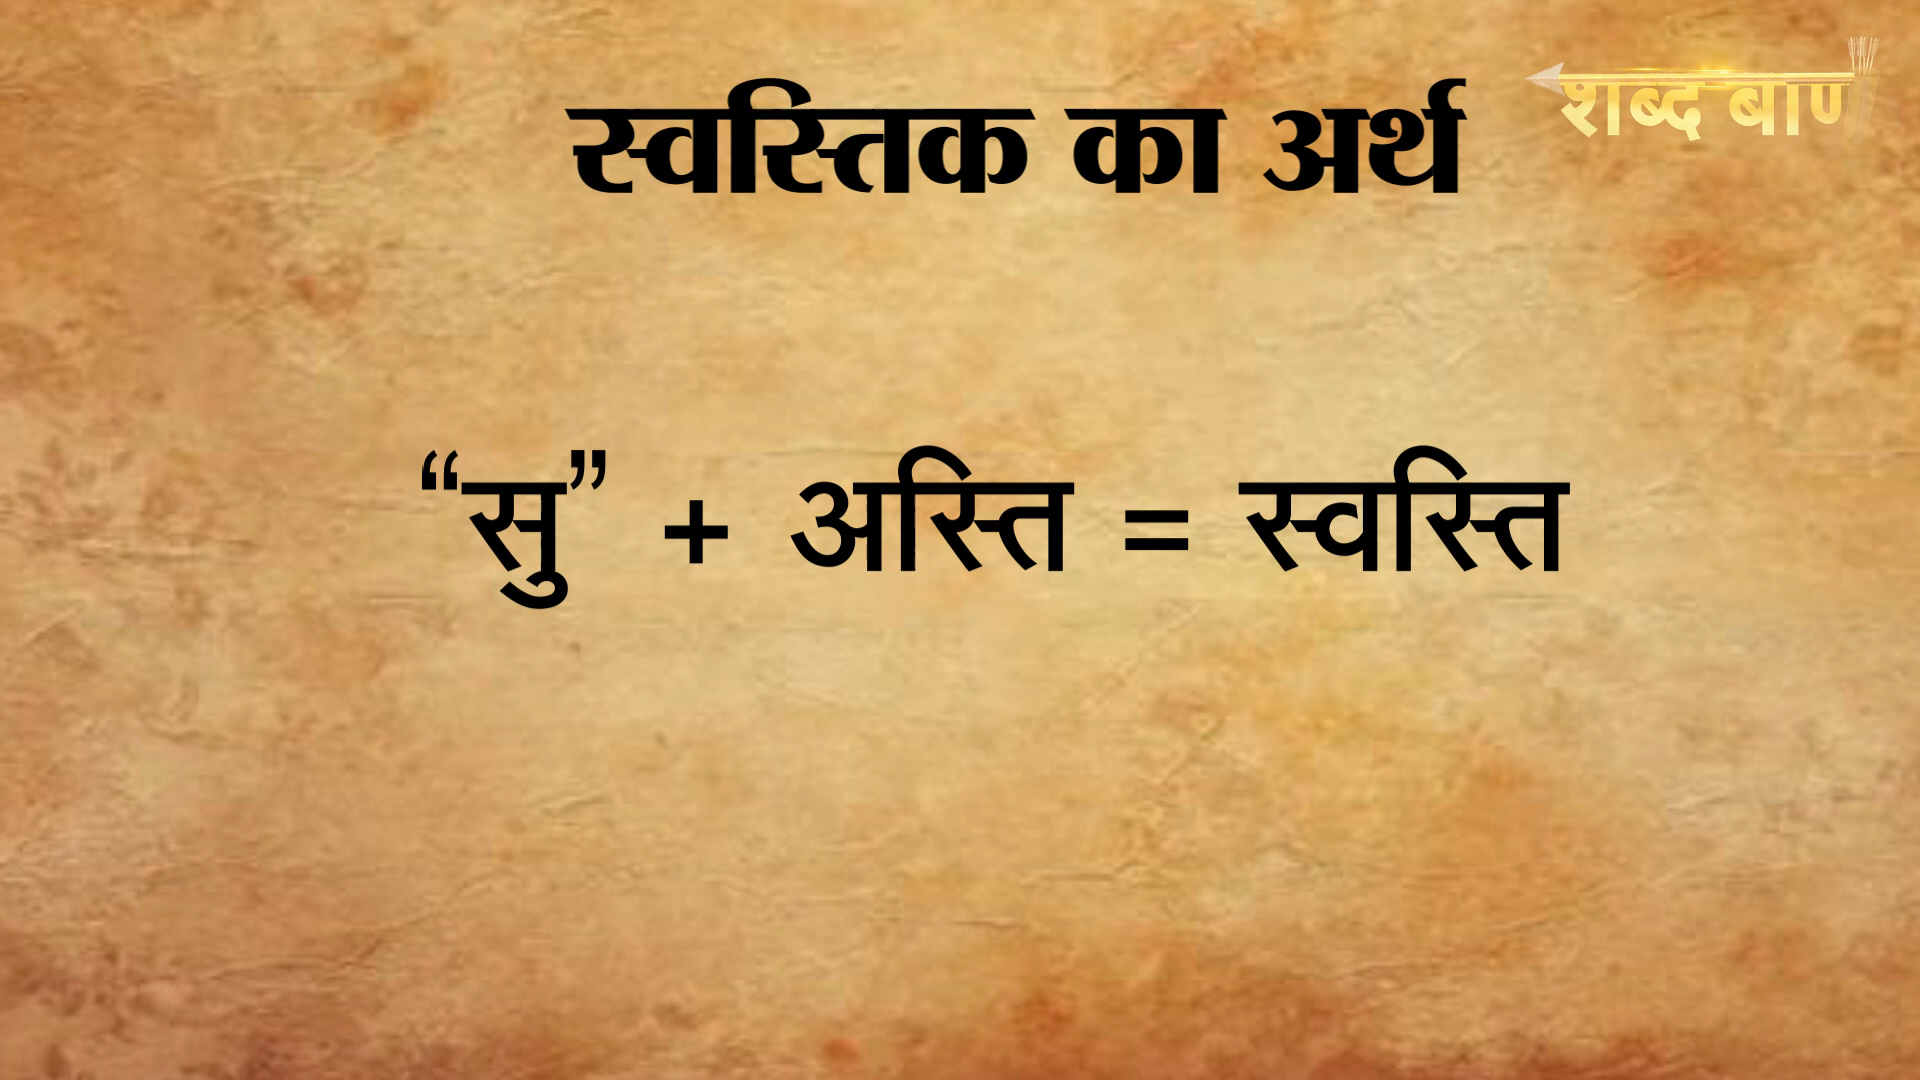 स्वस्तिक का अर्थ
शब्द बाण
“सु” + अस्ति = स्वस्ति